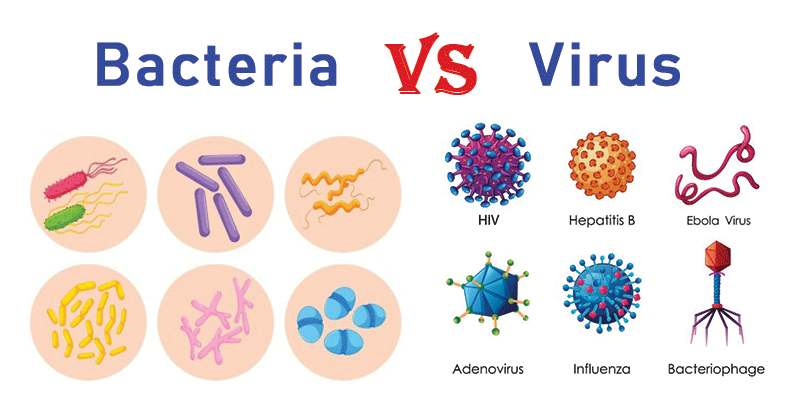 Bacteria VS Virus
HIV
Hepatitis B
Ebola Virus
Adenovirus
Influenza
Bacteriophage